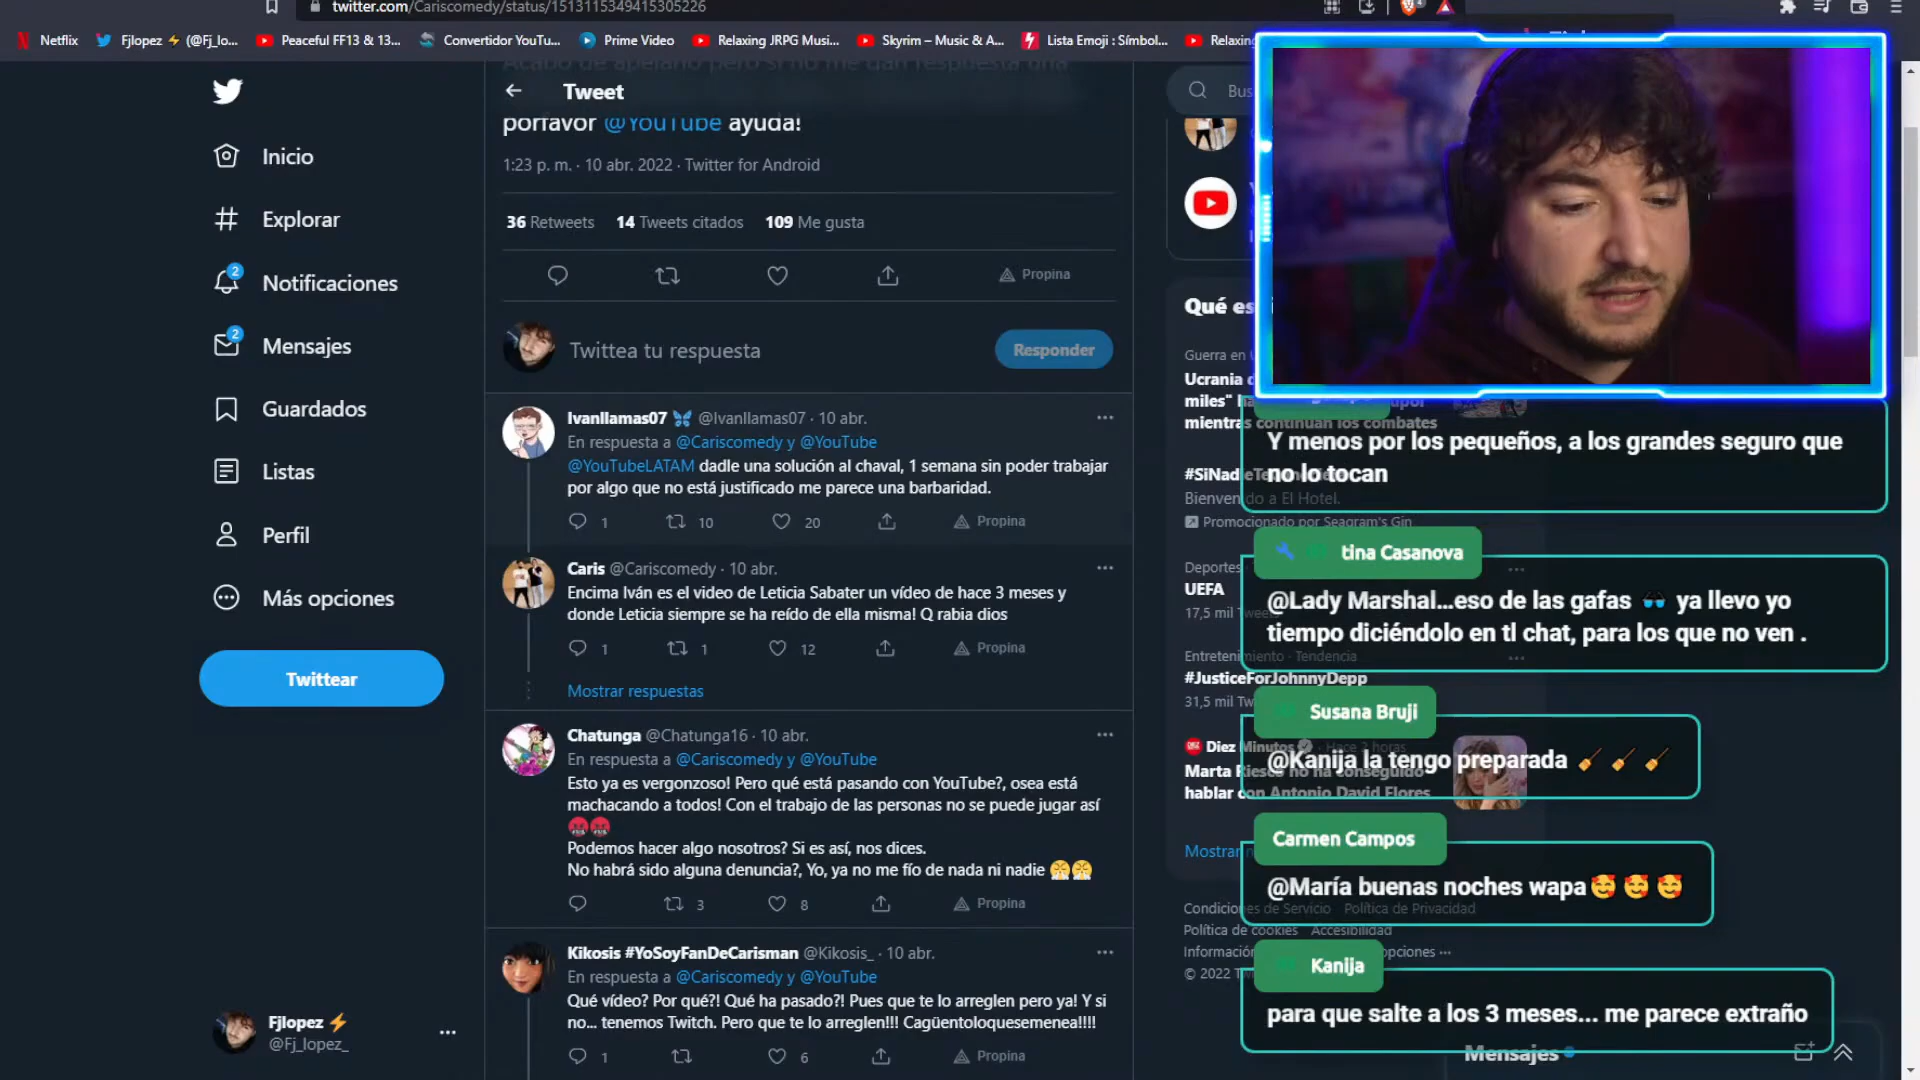 twitter.com/Cariscomedy/status/1513115349415305226
Netflix
Fjlopez ⚡ (@Fj_lo...
Peaceful FF13 & 13...
Convertidor YouTu...
Prime Video
Relaxing JRPG Musi...
Skyrim – Music & A...
Lista Emoji : Símbol...
Relaxing
Tweet
porfavor @YouTube ayuda!
1:23 p. m. · 10 abr. 2022 · Twitter for Android
36 Retweets 14 Tweets citados 109 Me gusta
Propina
Twittea tu respuesta
Responder
Inicio
Explorar
2
Notificaciones
2
Mensajes
Guardados
Listas
Perfil
Más opciones
Twittear
Fjlopez ⚡
@Fj_lopez_
Ivanllamas07 🦋 @Ivanllamas07 · 10 abr.
En respuesta a @Cariscomedy y @YouTube
@YouTubeLATAM dadle una solución al chaval, 1 semana sin poder trabajar
por algo que no está justificado me parece una barbaridad.
1 10 20 Propina
Caris @Cariscomedy · 10 abr.
Encima Iván es el video de Leticia Sabater un vídeo de hace 3 meses y
donde Leticia siempre se ha reído de ella misma! Q rabia dios
1 1 12 Propina
Mostrar respuestas
Chatunga @Chatunga16 · 10 abr.
En respuesta a @Cariscomedy y @YouTube
Esto ya es vergonzoso! Pero qué está pasando con YouTube?, osea está
machacando a todos! Con el trabajo de las personas no se puede jugar así
🤬🤬
Podemos hacer algo nosotros? Si es así, nos dices.
No habrá sido alguna denuncia?, Yo, ya no me fío de nada ni nadie 😤😤
3 8 Propina
Kikosis #YoSoyFanDeCarisman @Kikosis_ · 10 abr.
En respuesta a @Cariscomedy y @YouTube
Qué vídeo? Por qué?! Qué ha pasado?! Pues que te lo arreglen pero ya! Y si
no... tenemos Twitch. Pero que te lo arreglen!!! Cagüentoloquesemenea!!!!
1 6 Propina
Bus
Qué es
Guerra en
Ucrania
miles" h
mientras continúan los combates
Y menos por los pequeños, a los grandes seguro que
no lo tocan
#SiNad
Bienvenido a El Hotel.
Promocionado por Seagram's Gin
tina Casanova
@Lady Marshal...eso de las gafas 🕶️ ya llevo yo
tiempo diciéndolo en tl chat, para los que no ven .
Deportes
UEFA
17,5 mil Tweets
Entretenimiento · Tendencia
#JusticeForJohnnyDepp
31,5 mil Tw
Susana Bruji
@Kanija la tengo preparada 🧹🧹🧹
Diez Minutos · Hace 2 horas
Marta Riesco no ha conseguido
hablar con Antonio David Flores
Carmen Campos
@María buenas noches wapa🥰🥰🥰
Mostrar
Condiciones de Servicio Política de Privacidad
Política de cookies Accesibilidad
Información opciones ···
© 2022 T
Kanija
para que salte a los 3 meses... me parece extraño
Mensajes